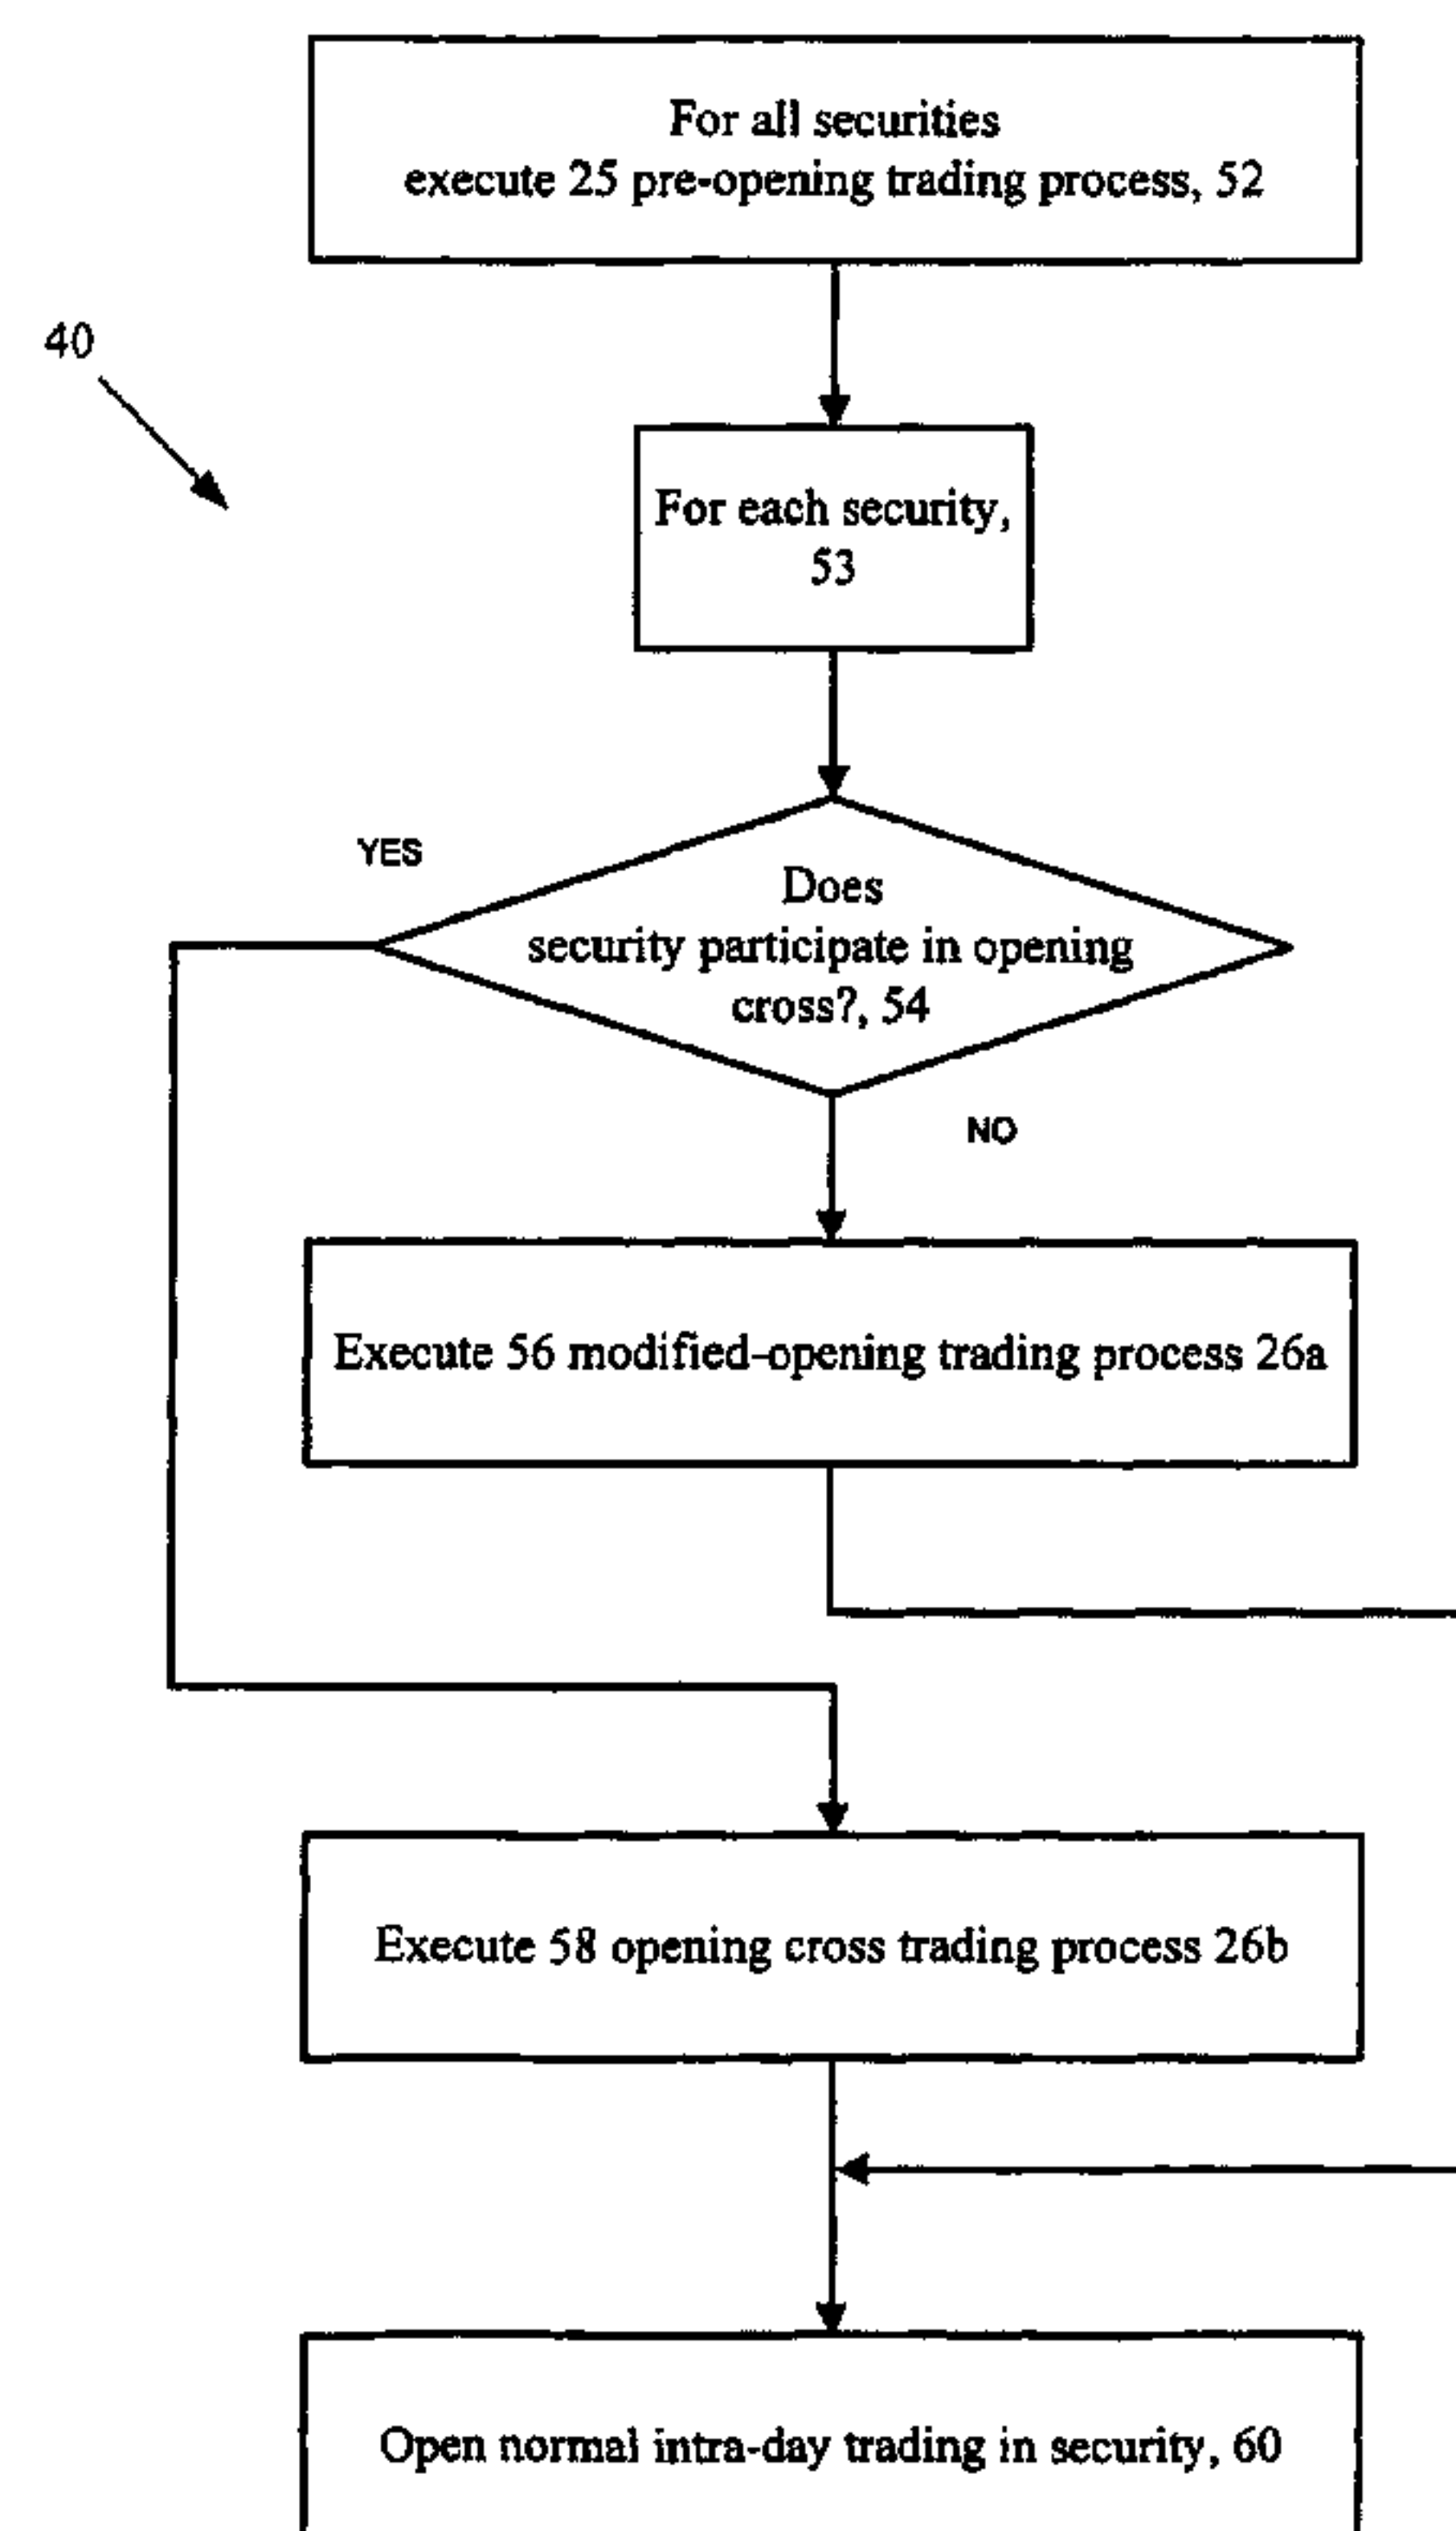 For all securities
execute 25 pre-opening trading process, 52
40
For each security,
53
YES
Does
security participate in opening
cross?, 54
NO
Execute 56 modified-opening trading process 26a
Execute 58 opening cross trading process 26b
Open normal intra-day trading in security, 60